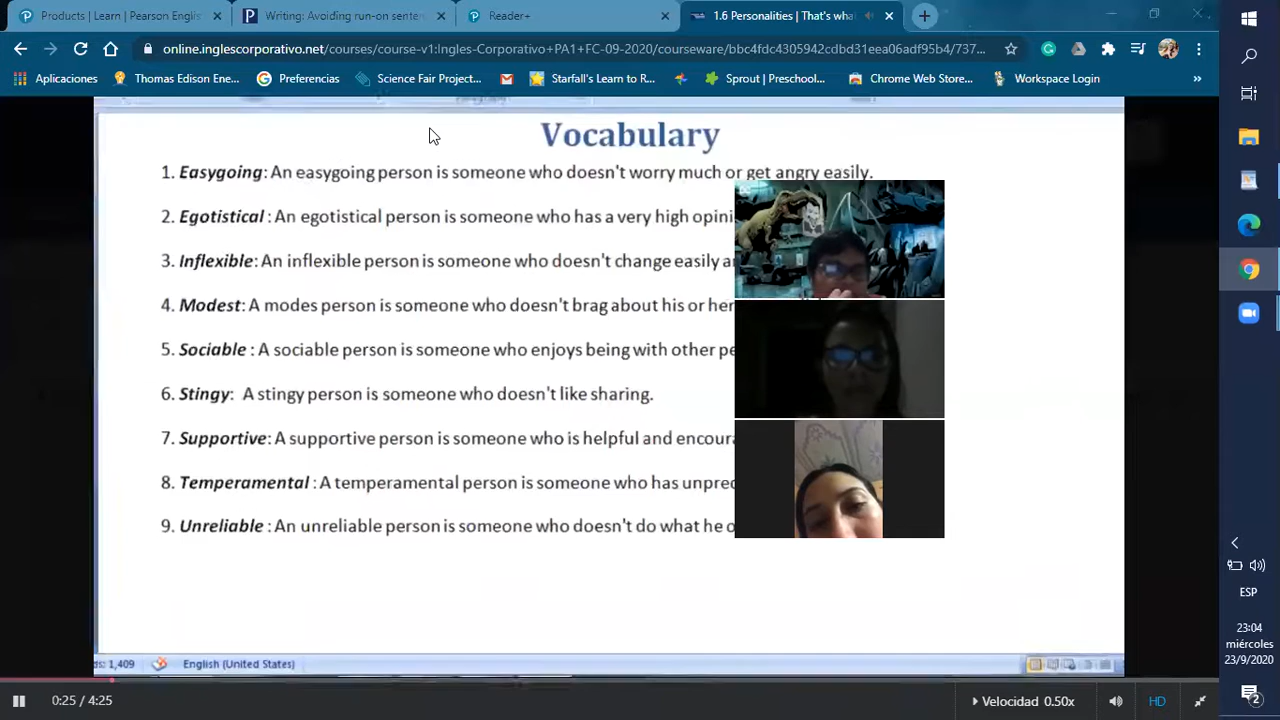 Products | Learn | Pearson Englis
Writing: Avoiding run-on senten
Reader+
1.6 Personalities | That's what
online.inglescorporativo.net/courses/course-v1:Ingles-Corporativo+PA1+FC-09-2020/courseware/bbc4fdc4305942cdbd31eea06adf95b4/737...
Aplicaciones
Thomas Edison Ene...
Preferencias
Science Fair Project...
Starfall's Learn to R...
Sprout | Preschool...
Chrome Web Store...
Workspace Login
»
Vocabulary
1. Easygoing: An easygoing person is someone who doesn't worry much or get angry easily.
2. Egotistical : An egotistical person is someone who has a very high opini
3. Inflexible: An inflexible person is someone who doesn't change easily a
4. Modest: A modes person is someone who doesn't brag about his or her
5. Sociable : A sociable person is someone who enjoys being with other pe
6. Stingy: A stingy person is someone who doesn't like sharing.
7. Supportive: A supportive person is someone who is helpful and encoura
8. Temperamental : A temperamental person is someone who has unpred
9. Unreliable : An unreliable person is someone who doesn't do what he o
s: 1,409
English (United States)
0:25 / 4:25
Velocidad 0.50x
HD
ESP
23:04
miércoles
23/9/2020
2